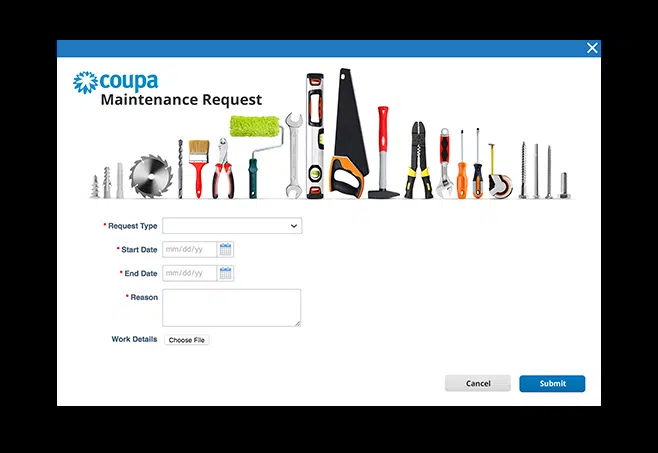 coupa
Maintenance Request
* Request Type
* Start Date mm/dd/yy
* End Date mm/dd/yy
* Reason
Work Details Choose File
Cancel Submit